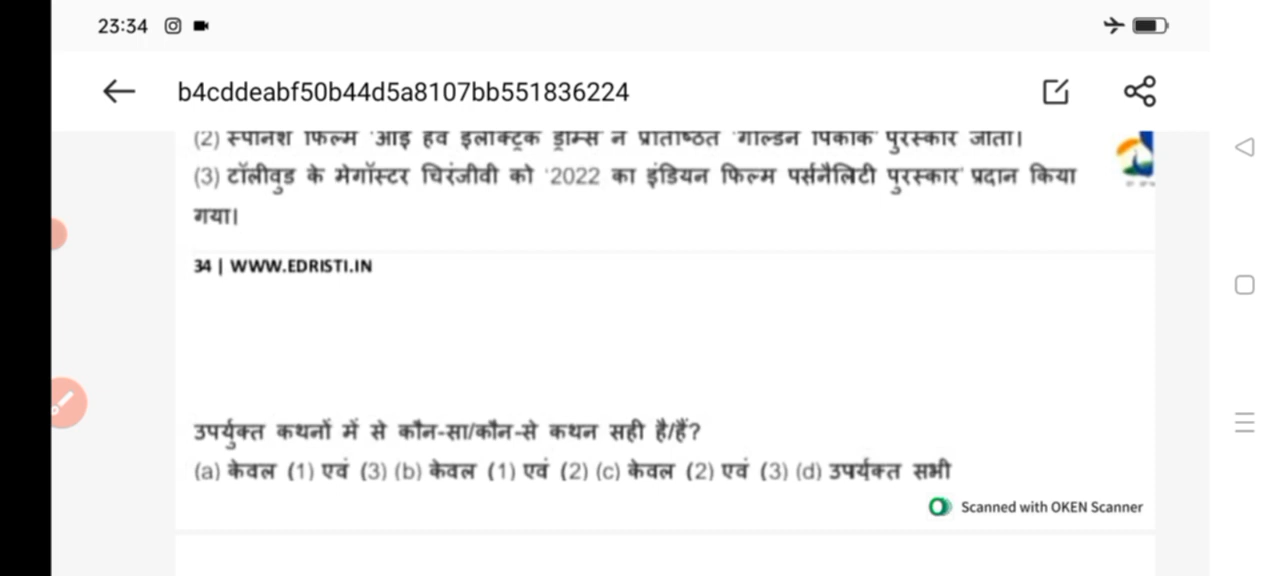 23:34
b4cddeabf50b44d5a8107bb551836224
(2) स्पेनिश फिल्म 'आई हैव इलेक्ट्रिक ड्रीम्स' ने प्रतिष्ठित 'गोल्डन पिकॉक' पुरस्कार जीता।
(3) टॉलीवुड के मेगॉस्टर चिरंजीवी को '2022 का इंडियन फिल्म पर्सनैलिटी पुरस्कार' प्रदान किया
गया।
34 | WWW.EDRISTI.IN
उपर्युक्त कथनों में से कौन-सा/कौन-से कथन सही है/हैं?
(a) केवल (1) एवं (3) (b) केवल (1) एवं (2) (c) केवल (2) एवं (3) (d) उपर्यक्त सभी
Scanned with OKEN Scanner